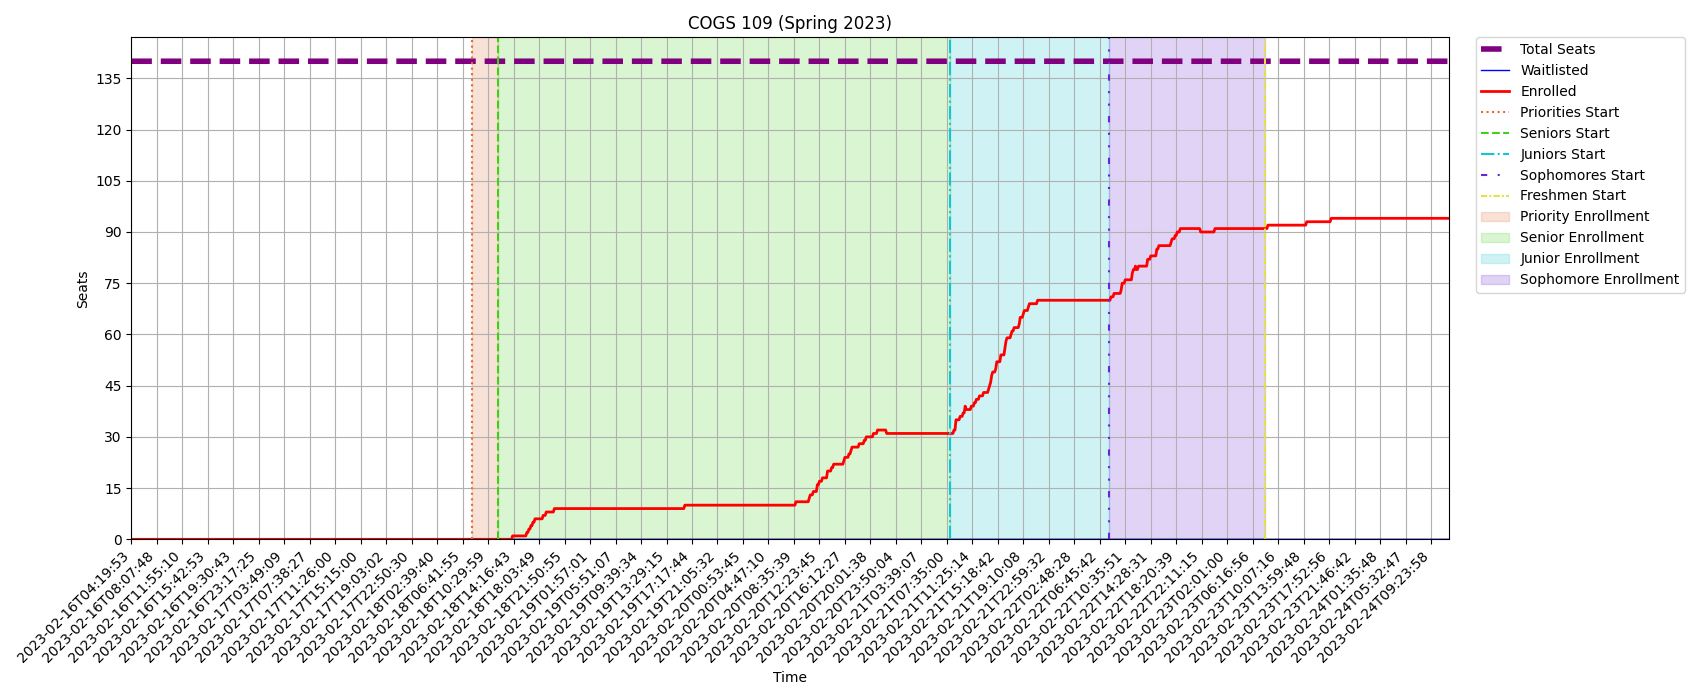 COGS 109 (Spring 2023)
Seats
135
120
105
90
75
60
45
30
15
0
2023-02-16T04:19:53
2023-02-16T08:07:48
2023-02-16T11:55:10
2023-02-16T15:42:53
2023-02-16T19:30:43
2023-02-16T23:17:25
2023-02-17T03:49:09
2023-02-17T07:38:27
2023-02-17T11:26:00
2023-02-17T15:15:00
2023-02-17T19:03:02
2023-02-17T22:50:30
2023-02-18T02:39:40
2023-02-18T06:41:55
2023-02-18T10:29:59
2023-02-18T14:16:43
2023-02-18T18:03:49
2023-02-18T21:50:55
2023-02-19T01:57:01
2023-02-19T05:51:07
2023-02-19T09:39:34
2023-02-19T13:29:15
2023-02-19T17:17:44
2023-02-19T21:05:32
2023-02-20T00:53:45
2023-02-20T04:47:10
2023-02-20T08:35:39
2023-02-20T12:23:45
2023-02-20T16:12:27
2023-02-20T20:01:38
2023-02-20T23:50:04
2023-02-21T03:39:07
2023-02-21T07:35:00
2023-02-21T11:25:14
2023-02-21T15:18:42
2023-02-21T19:10:08
2023-02-21T22:59:32
2023-02-22T02:48:28
2023-02-22T06:45:42
2023-02-22T10:35:51
2023-02-22T14:28:31
2023-02-22T18:20:39
2023-02-22T22:11:15
2023-02-23T02:01:00
2023-02-23T06:16:56
2023-02-23T10:07:16
2023-02-23T13:59:48
2023-02-23T17:52:56
2023-02-23T21:46:42
2023-02-24T01:35:48
2023-02-24T05:32:47
2023-02-24T09:23:58
Time
Total Seats
Waitlisted
Enrolled
Priorities Start
Seniors Start
Juniors Start
Sophomores Start
Freshmen Start
Priority Enrollment
Senior Enrollment
Junior Enrollment
Sophomore Enrollment